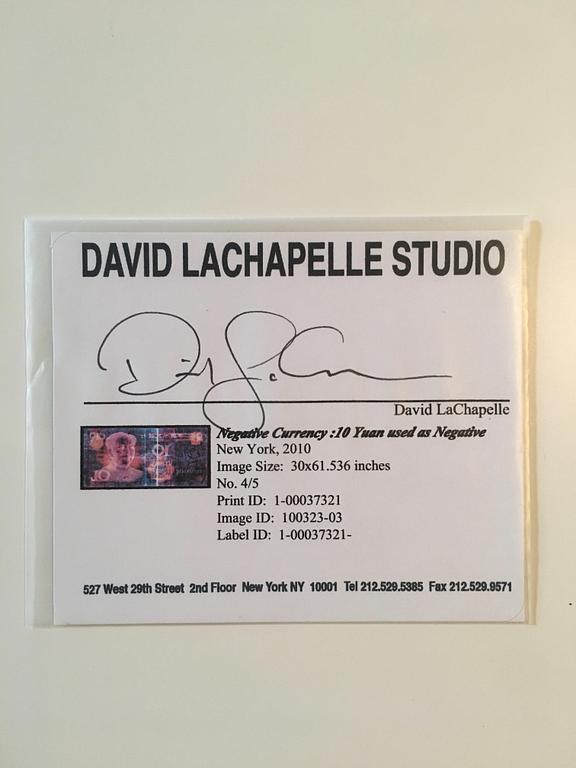 DAVID LACHAPELLE STUDIO
David LaChapelle
Negative Currency :10 Yuan used as Negative
New York, 2010
Image Size: 30x61.536 inches
No. 4/5
Print ID: 1-00037321
Image ID: 100323-03
Label ID: 1-00037321-
527 West 29th Street 2nd Floor New York NY 10001 Tel 212.529.5385 Fax 212.529.9571